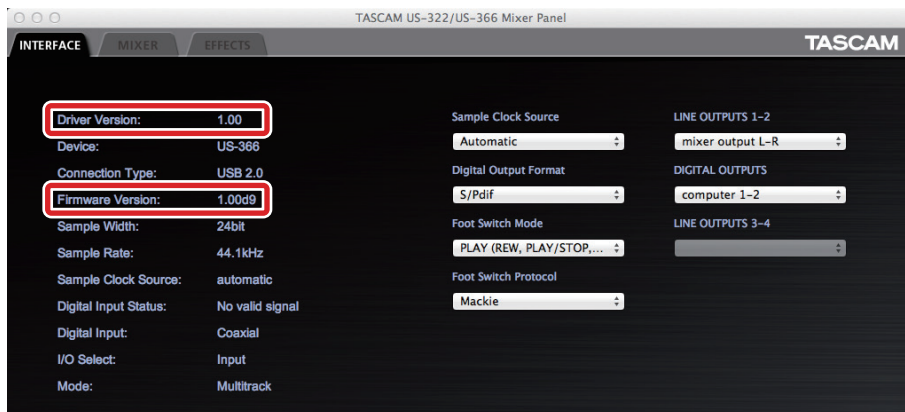 TASCAM US-322/US-366 Mixer Panel
INTERFACE MIXER EFFECTS TASCAM
Driver Version: 1.00
Device: US-366
Connection Type: USB 2.0
Firmware Version: 1.00d9
Sample Width: 24bit
Sample Rate: 44.1kHz
Sample Clock Source: automatic
Digital Input Status: No valid signal
Digital Input: Coaxial
I/O Select: Input
Mode: Multitrack
Sample Clock Source
Automatic
Digital Output Format
S/Pdif
Foot Switch Mode
PLAY (REW, PLAY/STOP,...
Foot Switch Protocol
Mackie
LINE OUTPUTS 1-2
mixer output L-R
DIGITAL OUTPUTS
computer 1-2
LINE OUTPUTS 3-4